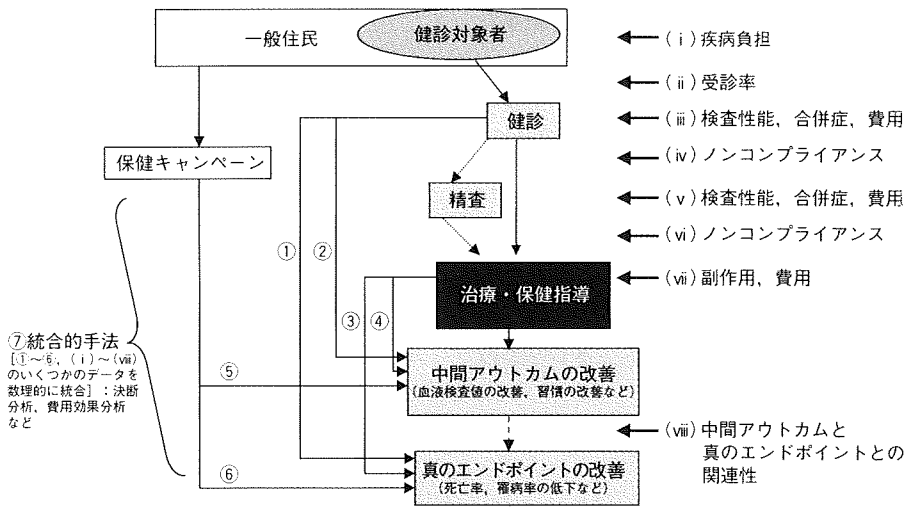 一般住民
健診対象者
(ⅰ)疾病負担
(ⅱ)受診率
健診
(ⅲ)検査性能，合併症，費用
保健キャンペーン
(ⅳ)ノンコンプライアンス
精査
(ⅴ)検査性能，合併症，費用
① ②
(ⅵ)ノンコンプライアンス
治療・保健指導
(ⅶ)副作用，費用
③ ④
⑦統合的手法
[①～⑥，(ⅰ)～(ⅷ)
のいくつかのデータを
数理的に統合]：決断
分析、費用効果分析
など
⑤
中間アウトカムの改善
(血液検査値の改善、習慣の改善など)
(ⅷ)中間アウトカムと
真のエンドポイントとの
関連性
⑥
真のエンドポイントの改善
(死亡率，罹病率の低下など)